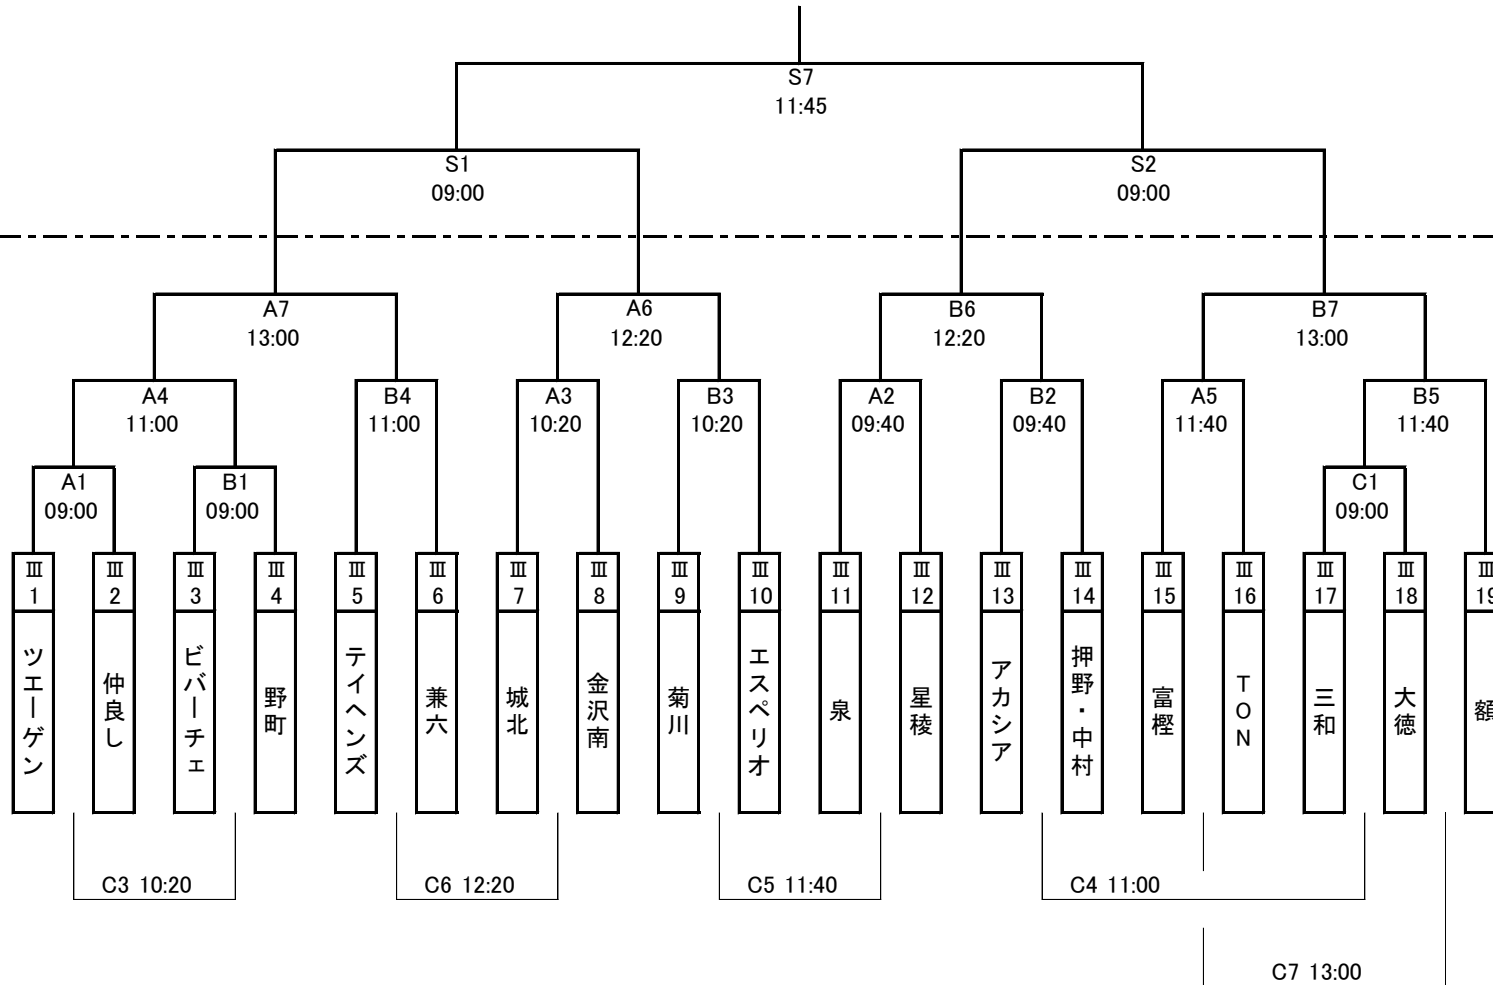 S7
11:45
S1
09:00
S2
09:00
A7
13:00
A6
12:20
B6
12:20
B7
13:00
A4
11:00
B4
11:00
A3
10:20
B3
10:20
A2
09:40
B2
09:40
A5
11:40
B5
11:40
A1
09:00
B1
09:00
C1
09:00
Ⅲ
1
ツエーゲン
Ⅲ
2
仲良し
Ⅲ
3
ビバーチェ
Ⅲ
4
野町
Ⅲ
5
テイヘンズ
Ⅲ
6
兼六
Ⅲ
7
城北
Ⅲ
8
金沢南
Ⅲ
9
菊川
Ⅲ
10
エスペリオ
Ⅲ
11
泉
Ⅲ
12
星稜
Ⅲ
13
アカシア
Ⅲ
14
押野・中村
Ⅲ
15
富樫
Ⅲ
16
TON
Ⅲ
17
三和
Ⅲ
18
大徳
Ⅲ
19
額
C3 10:20
C6 12:20
C5 11:40
C4 11:00
C7 13:00